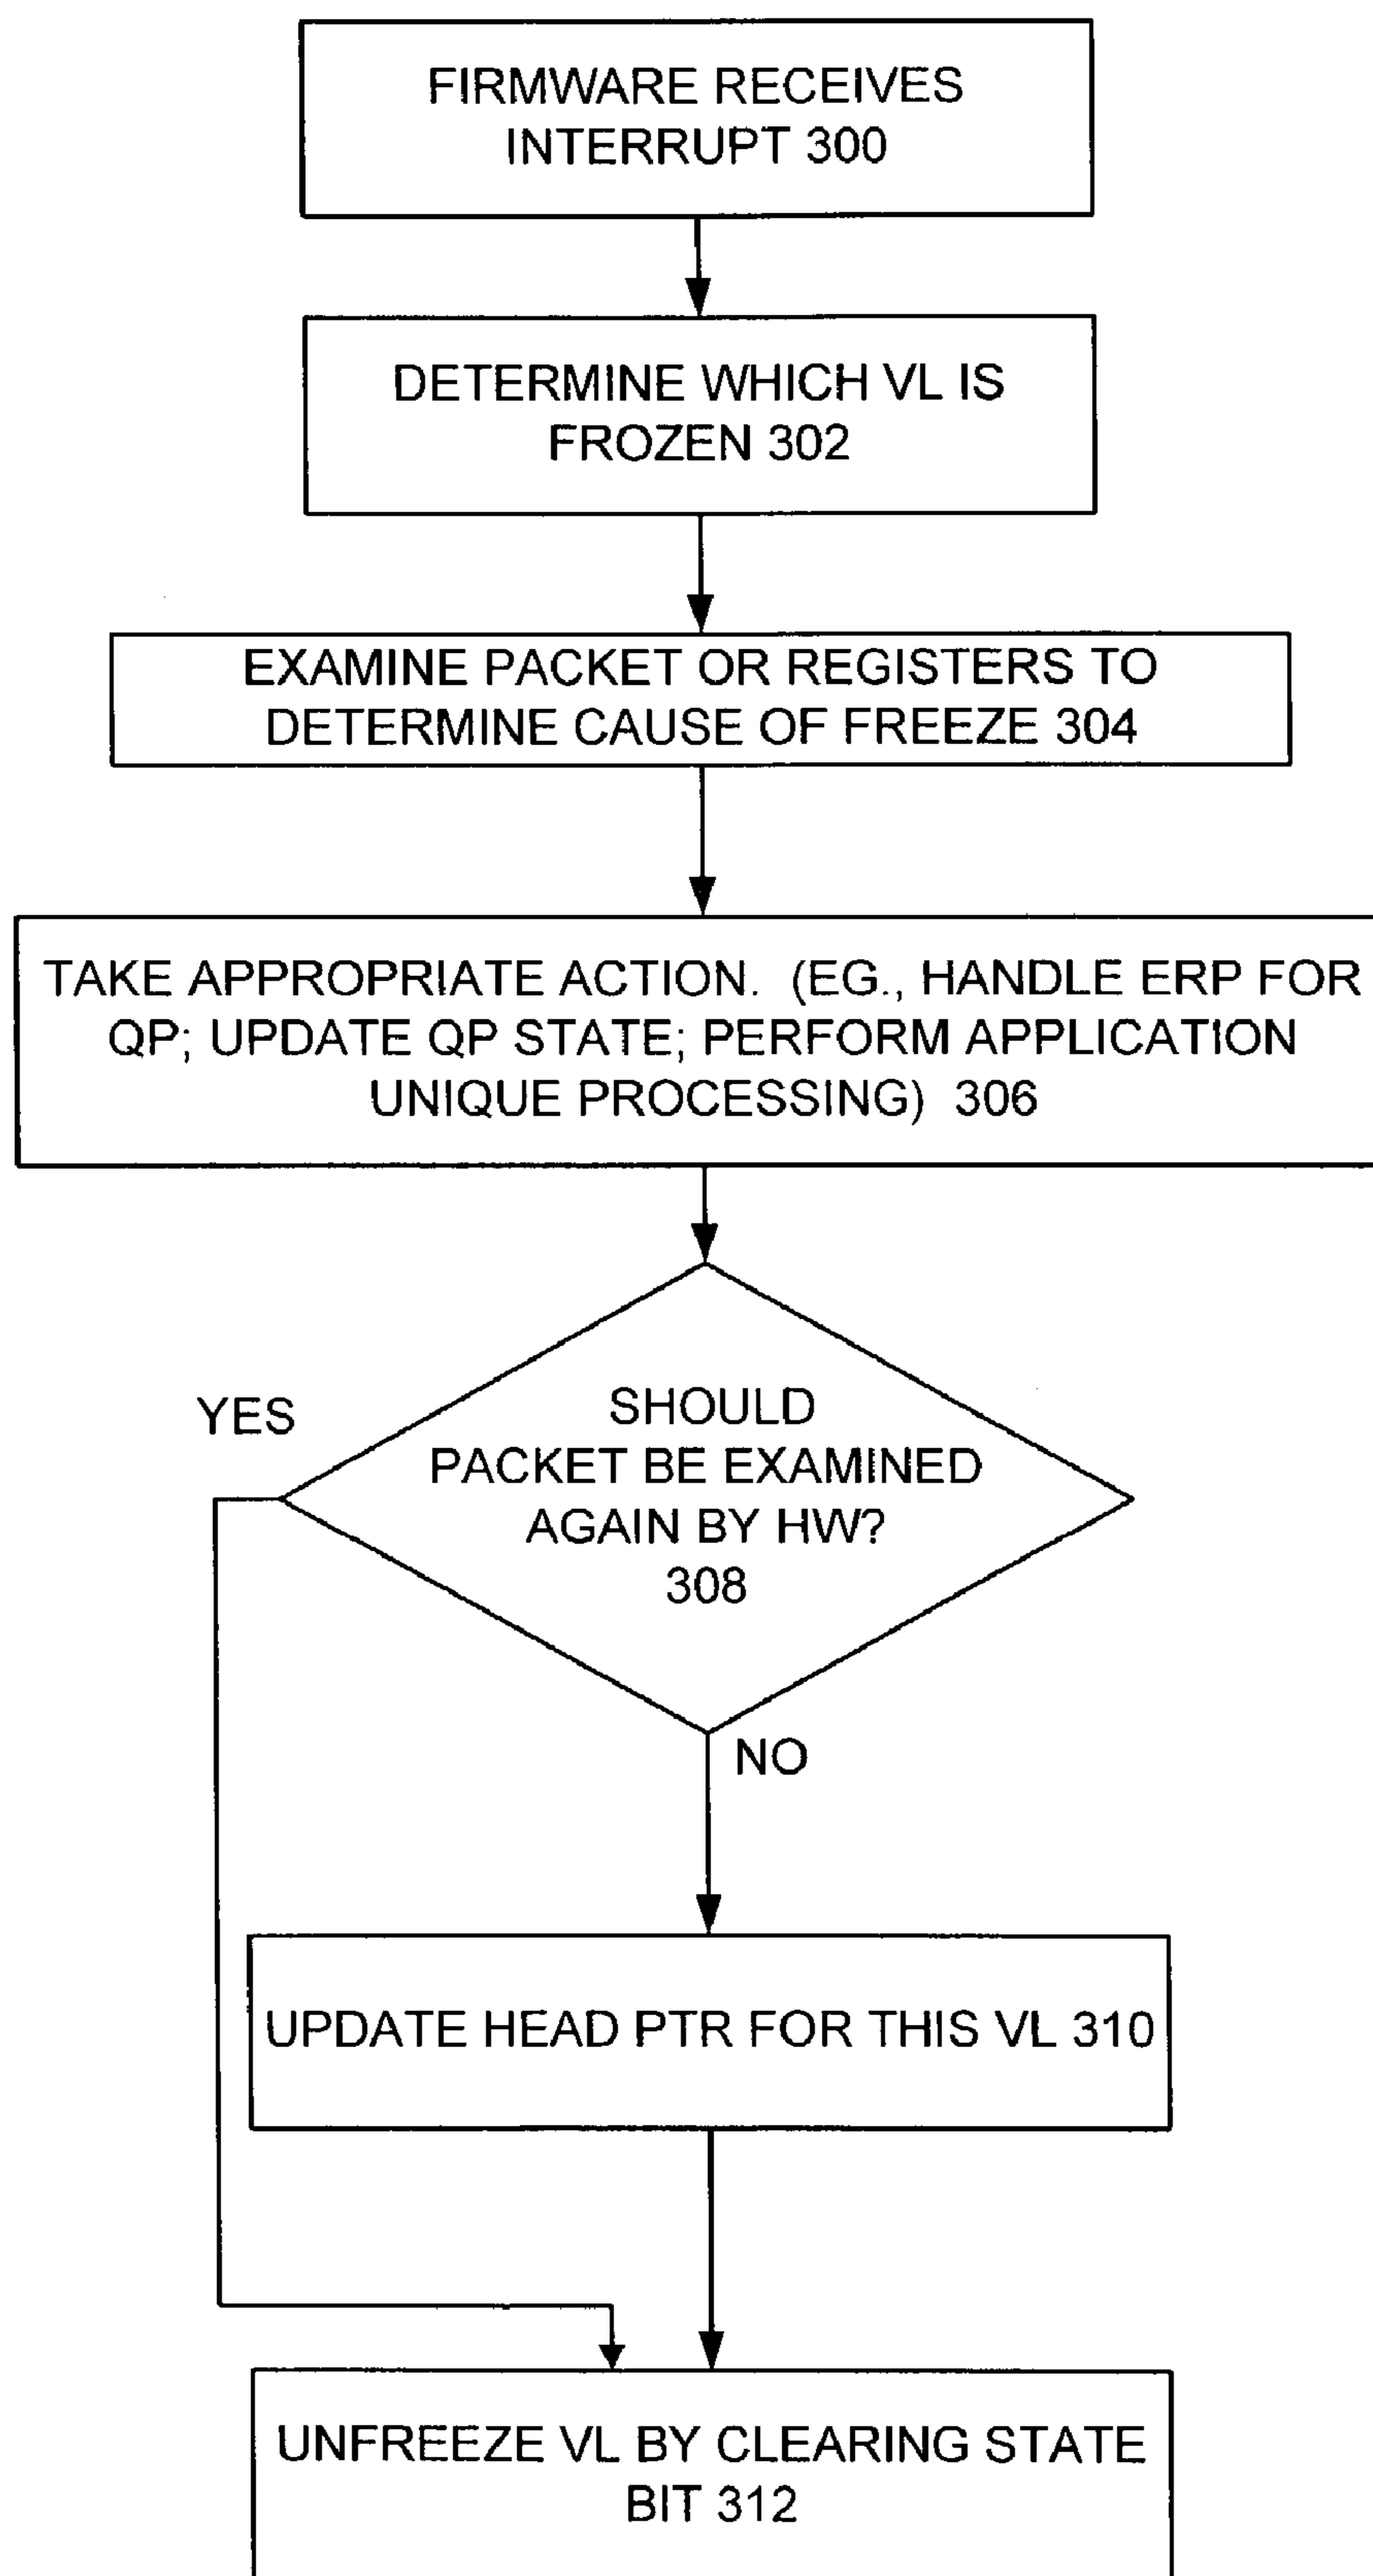 FIRMWARE RECEIVES
INTERRUPT 300
DETERMINE WHICH VL IS
FROZEN 302
EXAMINE PACKET OR REGISTERS TO
DETERMINE CAUSE OF FREEZE 304
TAKE APPROPRIATE ACTION. (EG., HANDLE ERP FOR
QP; UPDATE QP STATE; PERFORM APPLICATION
UNIQUE PROCESSING) 306
YES
SHOULD
PACKET BE EXAMINED
AGAIN BY HW?
308
NO
UPDATE HEAD PTR FOR THIS VL 310
UNFREEZE VL BY CLEARING STATE
BIT 312